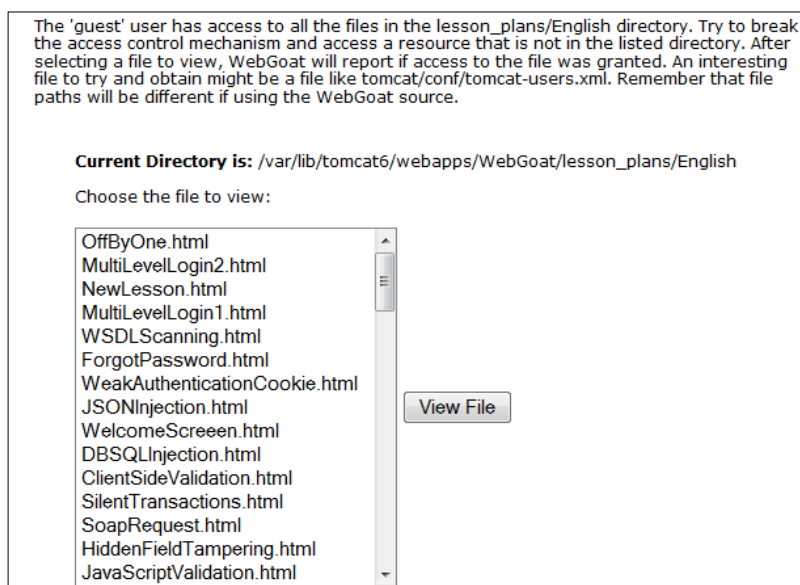 The 'guest' user has access to all the files in the lesson_plans/English directory. Try to break
the access control mechanism and access a resource that is not in the listed directory. After
selecting a file to view, WebGoat will report if access to the file was granted. An interesting
file to try and obtain might be a file like tomcat/conf/tomcat-users.xml. Remember that file
paths will be different if using the WebGoat source.
Current Directory is: /var/lib/tomcat6/webapps/WebGoat/lesson_plans/English
Choose the file to view:
OffByOne.html
MultiLevelLogin2.html
NewLesson.html
MultiLevelLogin1.html
WSDLScanning.html
ForgotPassword.html
WeakAuthenticationCookie.html
JSONInjection.html
View File
WelcomeScreeen.html
DBSQLInjection.html
ClientSideValidation.html
SilentTransactions.html
SoapRequest.html
HiddenFieldTampering.html
JavaScriptValidation.html